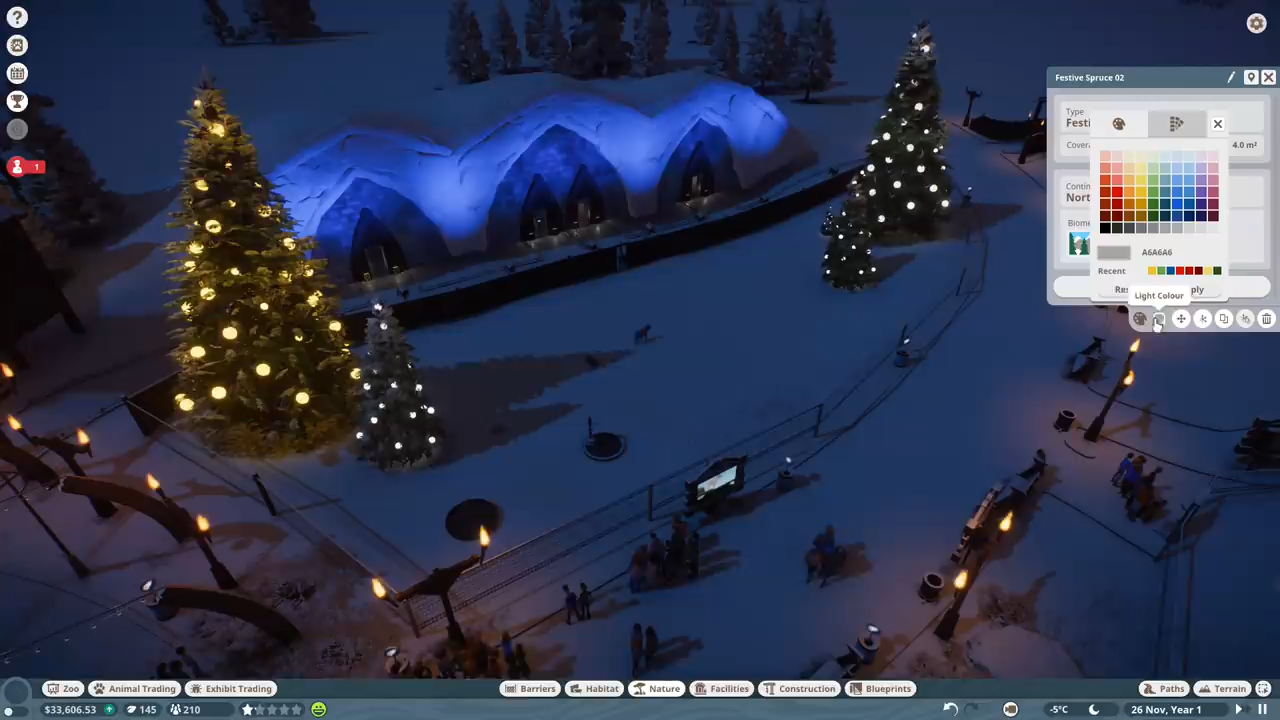 Festive Spruce 02
Type
Festi
Covera 4.0 m²
Contin
Nort
Biome
A6A6A6
Recent
Res ply
Light Colour
1
Zoo Animal Trading Exhibit Trading Barriers Habitat Nature Facilities Construction Blueprints Paths Terrain
$33,606.53 145 210 -5°C 26 Nov, Year 1